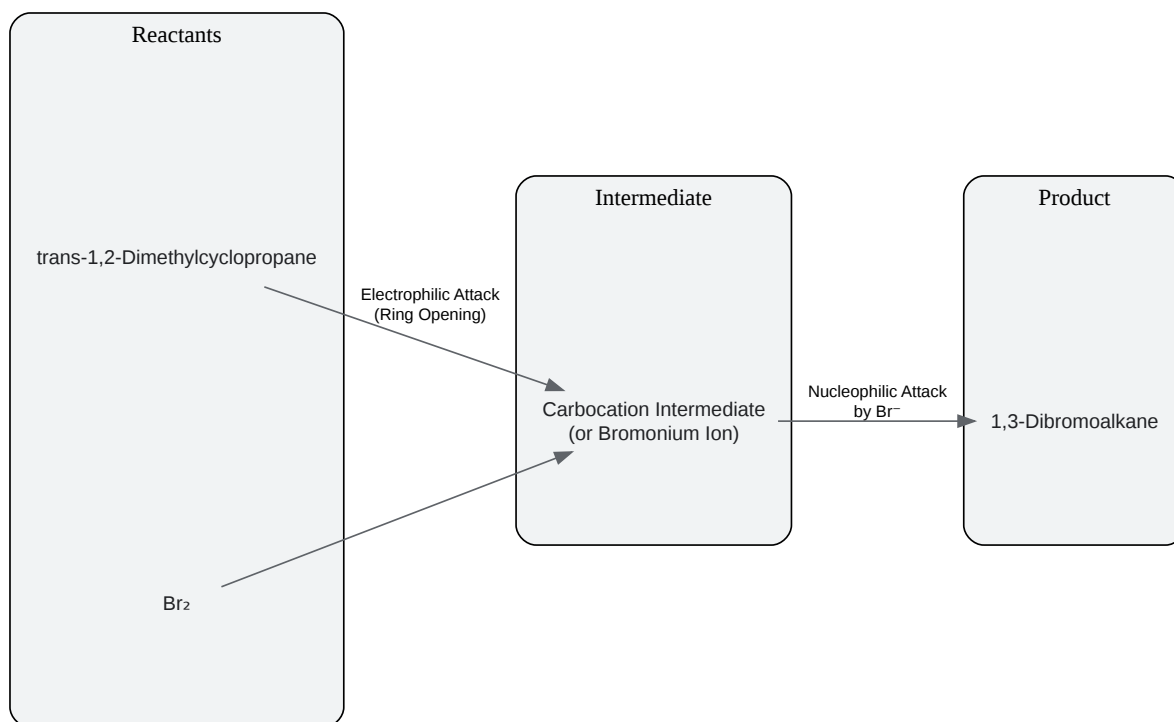 Reactants
trans-1,2-Dimethylcyclopropane
Br₂
Electrophilic Attack
(Ring Opening)
Intermediate
Carbocation Intermediate
(or Bromonium Ion)
Nucleophilic Attack
by Br⁻
Product
1,3-Dibromoalkane